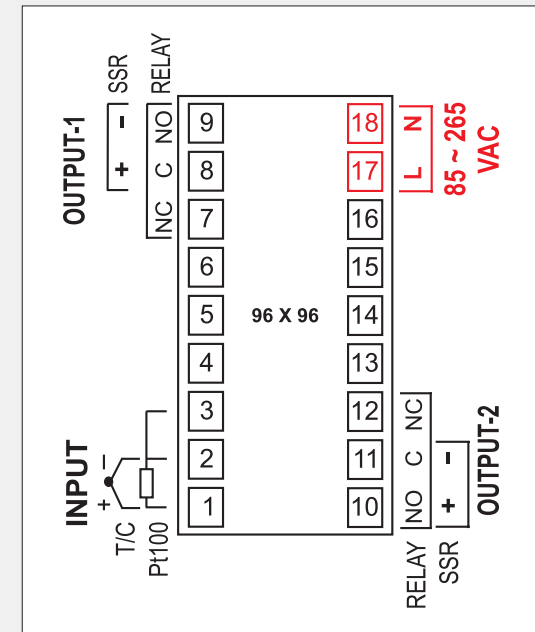 OUTPUT-1
SSR
+ -
RELAY
NC C NO
9
8
7
6
5
4
3
2
1
96 X 96
18
17
16
15
14
13
12
11
10
L N
85 ~ 265
VAC
INPUT
+ -
T/C
Pt100
RELAY
NO C NC
SSR
+ -
OUTPUT-2